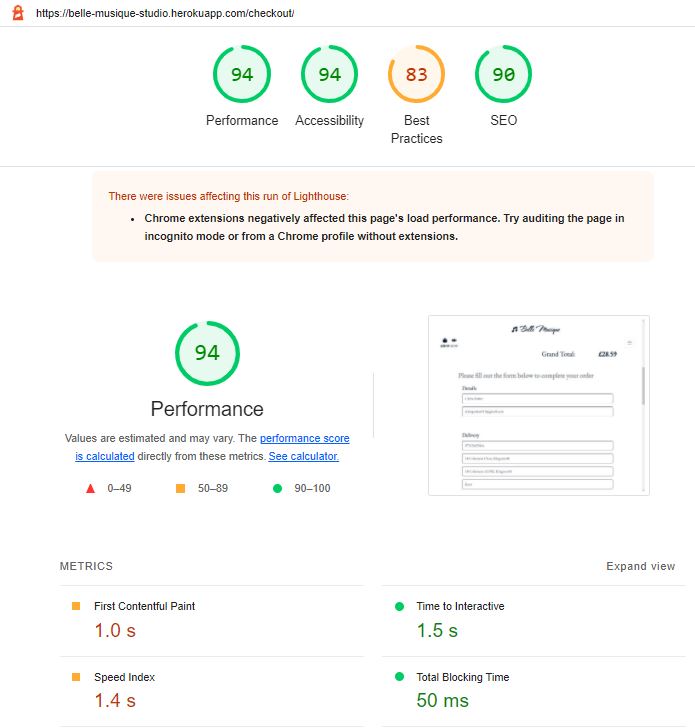 https://belle-musique-studio.herokuapp.com/checkout/
94
94
83
90
Performance
Accessibility
Best
Practices
SEO
There were issues affecting this run of Lighthouse:
• Chrome extensions negatively affected this page's load performance. Try auditing the page in
incognito mode or from a Chrome profile without extensions.
94
Performance
Values are estimated and may vary. The performance score
is calculated directly from these metrics. See calculator.
0–49
50–89
90–100
Belle Musique
Grand Total: £28.59
Please fill out the form below to complete your order
Details
Delivery
METRICS
Expand view
First Contentful Paint
1.0 s
Time to Interactive
1.5 s
Speed Index
1.4 s
Total Blocking Time
50 ms